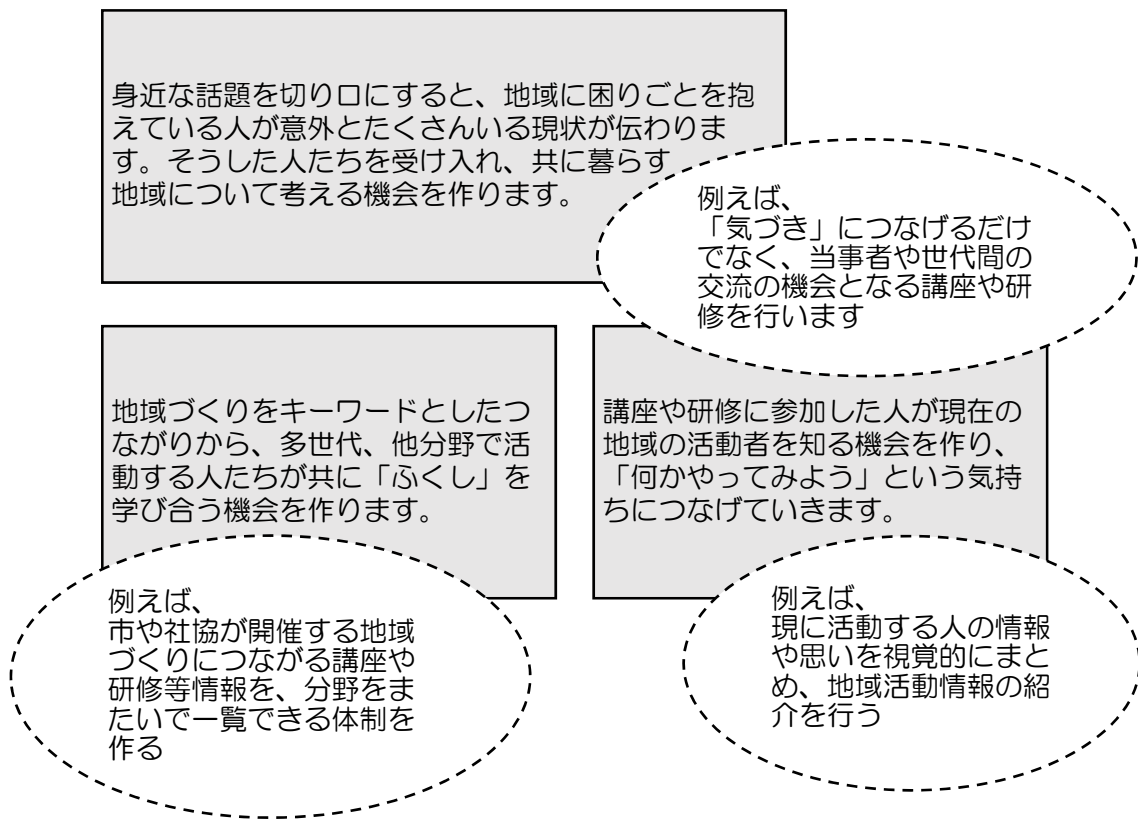 身近な話題を切り口にすると、地域に困りごとを抱
えている人が意外とたくさんいる現状が伝わりま
す。そうした人たちを受け入れ、共に暮らす
地域について考える機会を作ります。
例えば、
「気づき」につなげるだけ
でなく、当事者や世代間の
交流の機会となる講座や研
修を行います
地域づくりをキーワードとしたつ
ながりから、多世代、他分野で活
動する人たちが共に「ふくし」を
学び合う機会を作ります。
例えば、
市や社協が開催する地域
づくりにつながる講座や
研修等情報を、分野をま
たいで一覧できる体制を
作る
講座や研修に参加した人が現在の
地域の活動者を知る機会を作り、
「何かやってみよう」という気持
ちにつなげていきます。
例えば、
現に活動する人の情報
や思いを視覚的にまと
め、地域活動情報の紹
介を行う